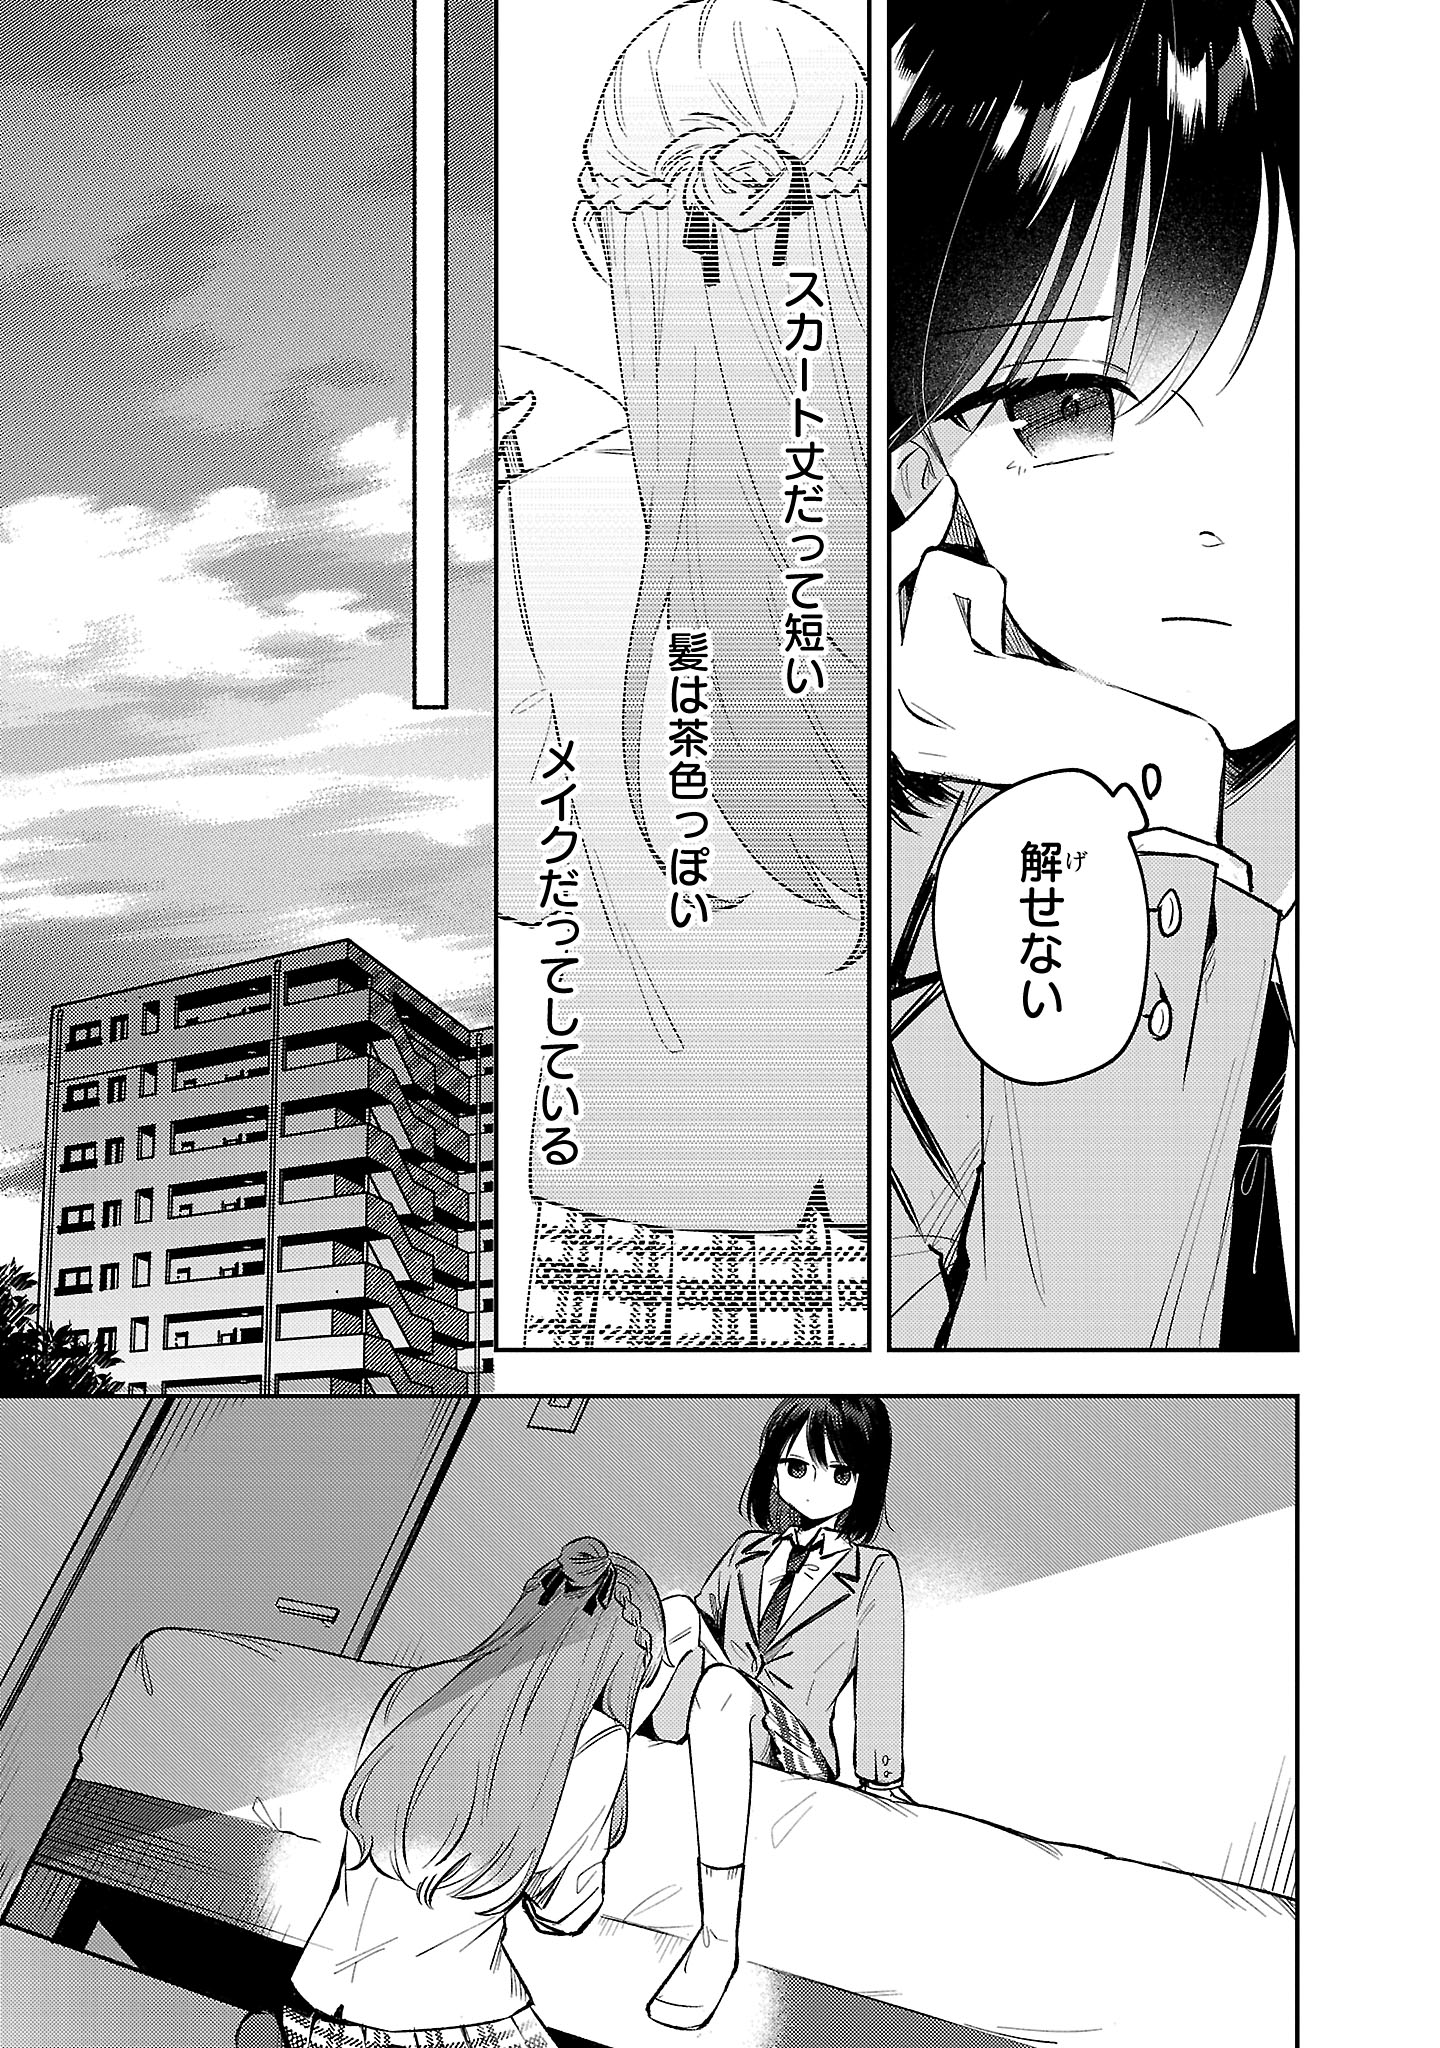 解せない
げ
スカート丈だって短い
髪は茶色っぽい
メイクだってしている